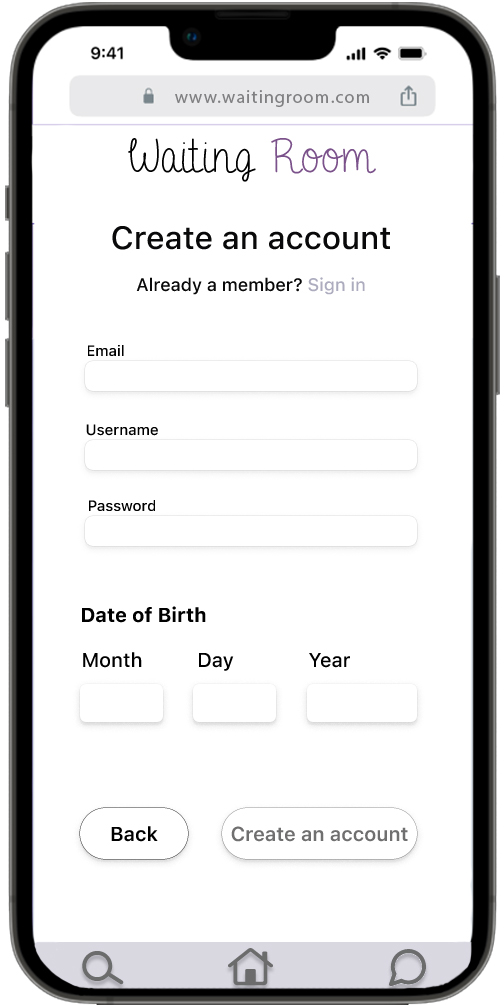 9:41
www.waitingroom.com
Waiting Room
Create an account
Already a member? Sign in
Email
Username
Password
Date of Birth
Month Day Year
Back Create an account